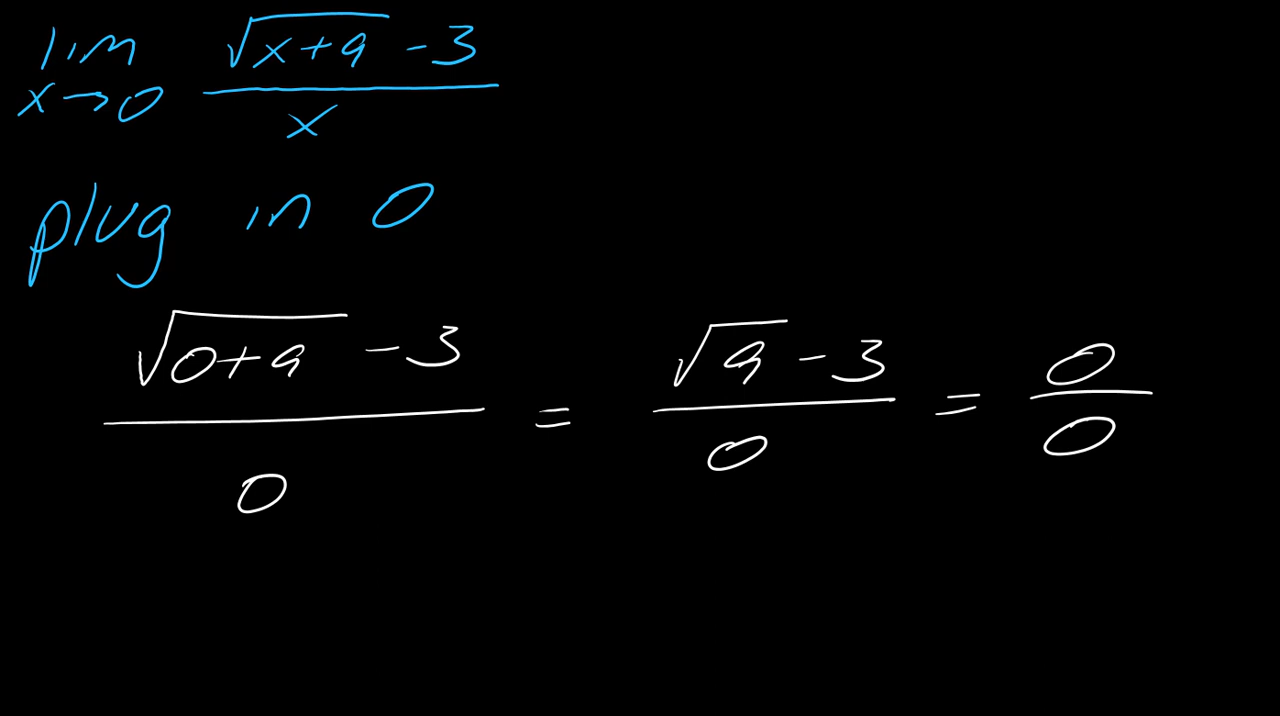 lim x→0 (√(x+9) - 3)/x
plug in 0
(√(0+9) - 3)/0 = (√9 - 3)/0 = 0/0